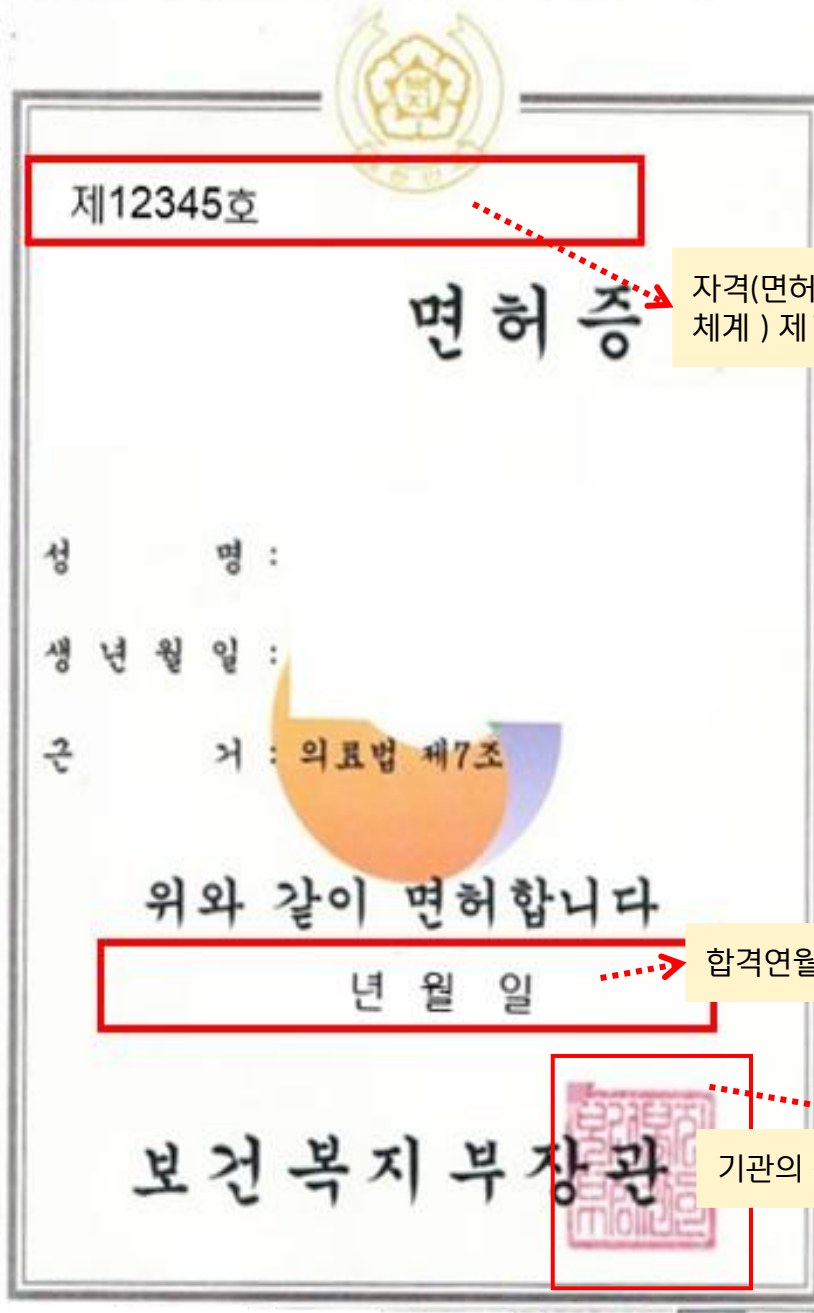 제12345호
면허증
자격(면허
체계 ) 제
성 명 :
생 년 월 일 :
근 거 : 의료법 제7조
위와 같이 면허합니다
년 월 일
합격연월
보건복지부장관
기관의